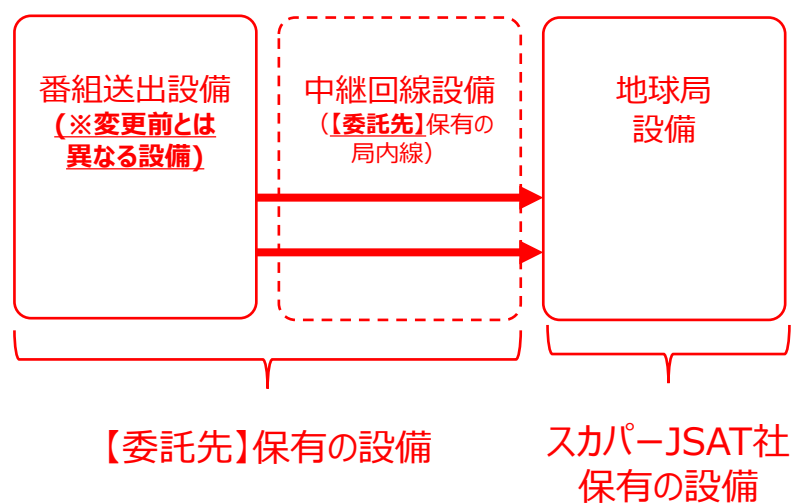 番組送出設備
(※変更前とは
異なる設備)
中継回線設備
（【委託先】保有の
局内線）
地球局
設備
【委託先】保有の設備
スカパーJSAT社
保有の設備